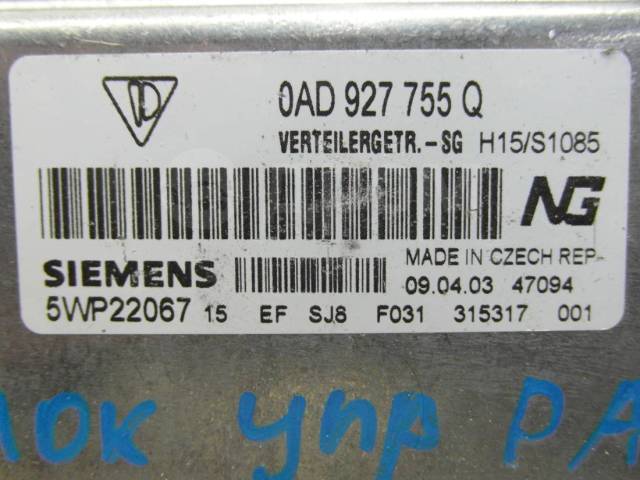 0AD 927 755 Q
VERTEILERGETR.-SG H15/S1085
NG
MADE IN CZECH REP
SIEMENS 09.04.03 47094
5WP22067 15 EF SJ8 F031 315317 001
лок упр РА